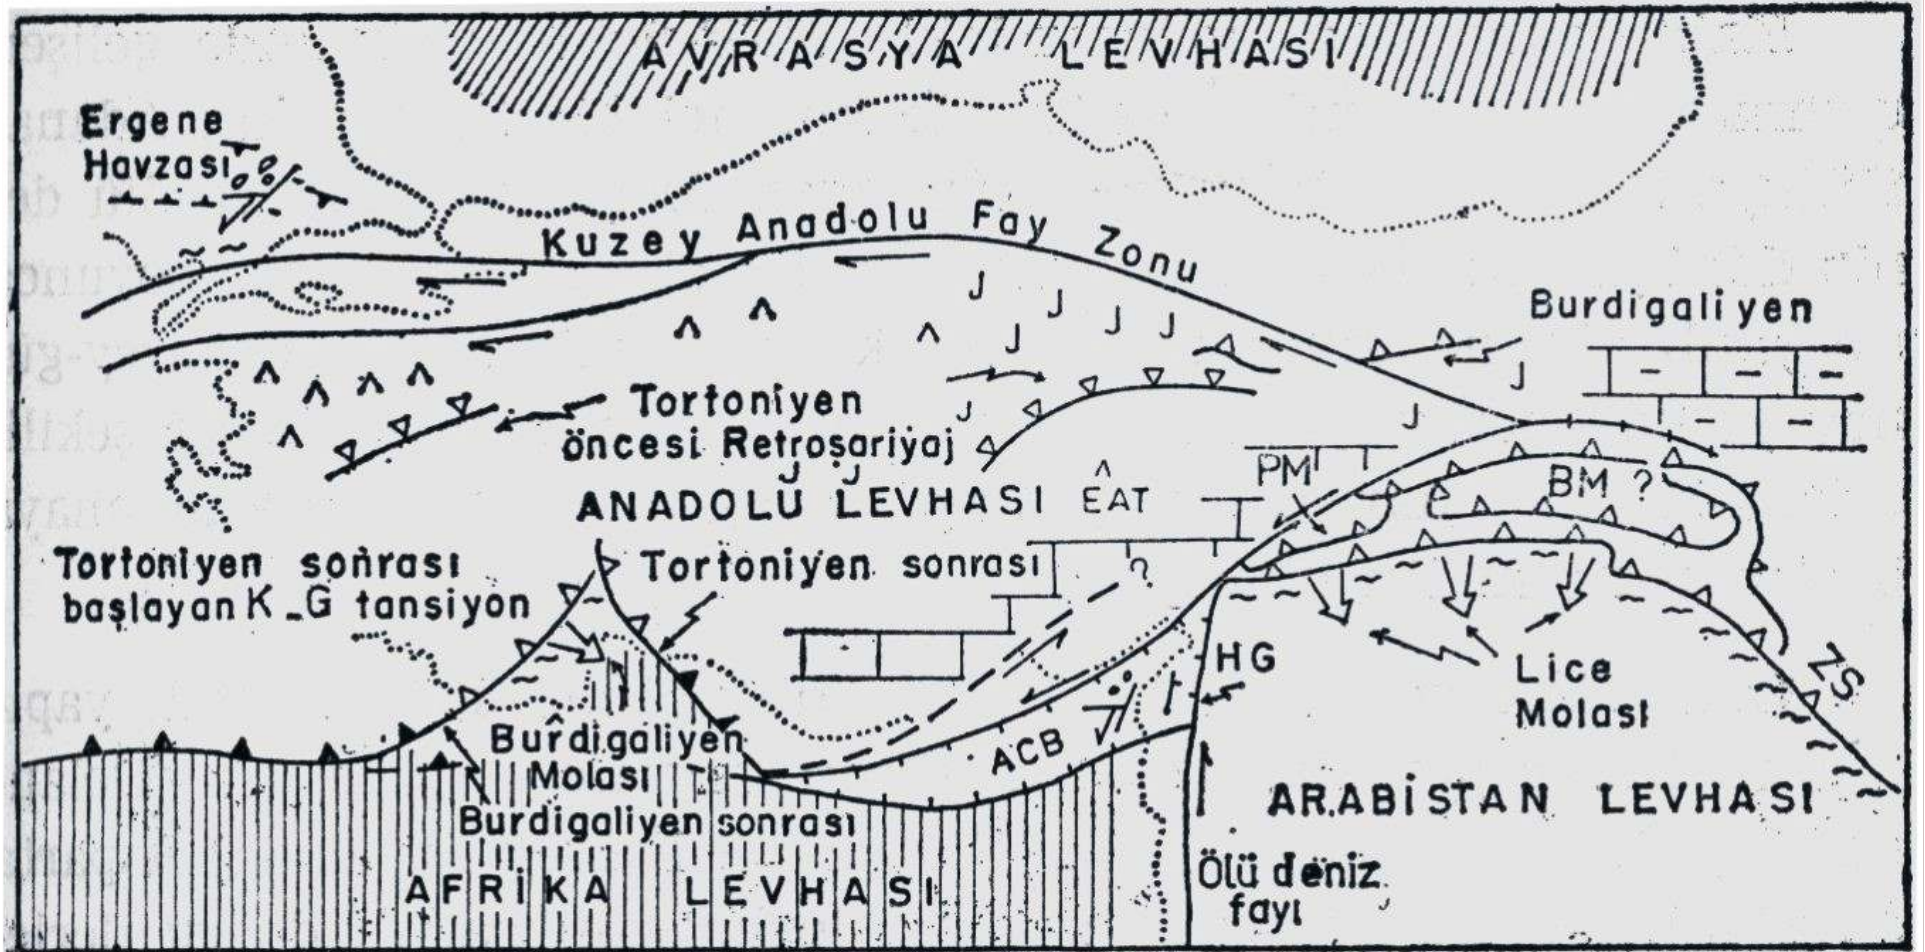 AVRASYA LEVHASI
Ergene
Havzası
Kuzey Anadolu Fay Zonu
Burdigaliyen
Tortoniyen
öncesi Retroşariyaj
ANADOLU LEVHASI
EAT
PM
BM ?
Tortoniyen sonrası
başlayan K-G tansiyon
Tortoniyen sonrası
?
HG
Lice
Molası
ZS
Burdigaliyen
Molası
ACB
Burdigaliyen sonrası
ARABİSTAN LEVHASI
AFRİKA LEVHASI
Ölü deniz
fayı